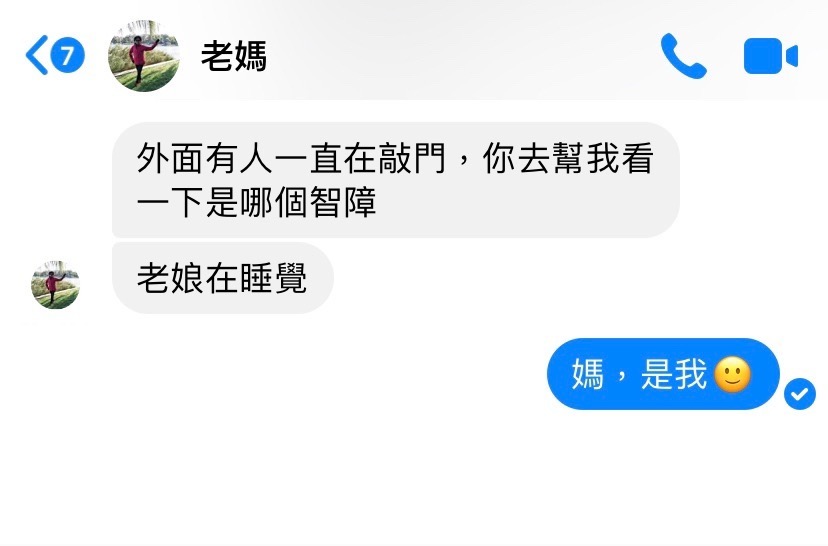 7
老媽
外面有人一直在敲門，你去幫我看
一下是哪個智障
老娘在睡覺
媽，是我🙂